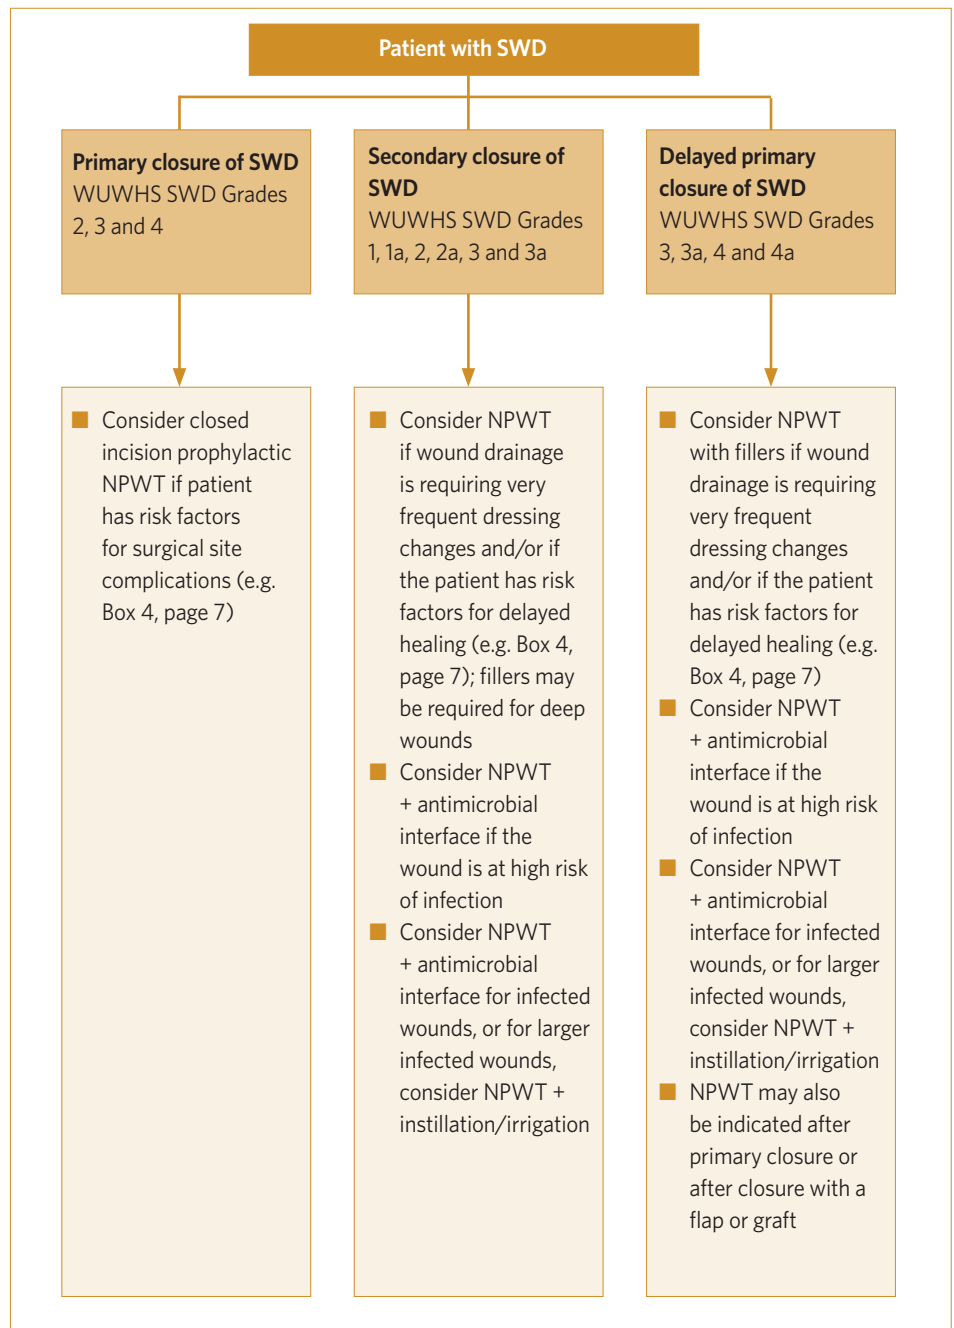 Patient with SWD
Primary closure of SWD
WUWHS SWD Grades
2, 3 and 4
Secondary closure of
SWD
WUWHS SWD Grades
1, 1a, 2, 2a, 3 and 3a
Delayed primary
closure of SWD
WUWHS SWD Grades
3, 3a, 4 and 4a
■ Consider closed
incision prophylactic
NPWT if patient
has risk factors
for surgical site
complications (e.g.
Box 4, page 7)
■ Consider NPWT
if wound drainage
is requiring very
frequent dressing
changes and/or if
the patient has risk
factors for delayed
healing (e.g. Box 4,
page 7); fillers may
be required for deep
wounds
■ Consider NPWT
+ antimicrobial
interface if the
wound is at high risk
of infection
■ Consider NPWT
+ antimicrobial
interface for infected
wounds, or for larger
infected wounds,
consider NPWT +
instillation/irrigation
■ Consider NPWT
with fillers if wound
drainage is requiring
very frequent
dressing changes
and/or if the patient
has risk factors for
delayed healing (e.g.
Box 4, page 7)
■ Consider NPWT
+ antimicrobial
interface if the
wound is at high risk
of infection
■ Consider NPWT
+ antimicrobial
interface for infected
wounds, or for larger
infected wounds,
consider NPWT +
instillation/irrigation
■ NPWT may also
be indicated after
primary closure or
after closure with a
flap or graft